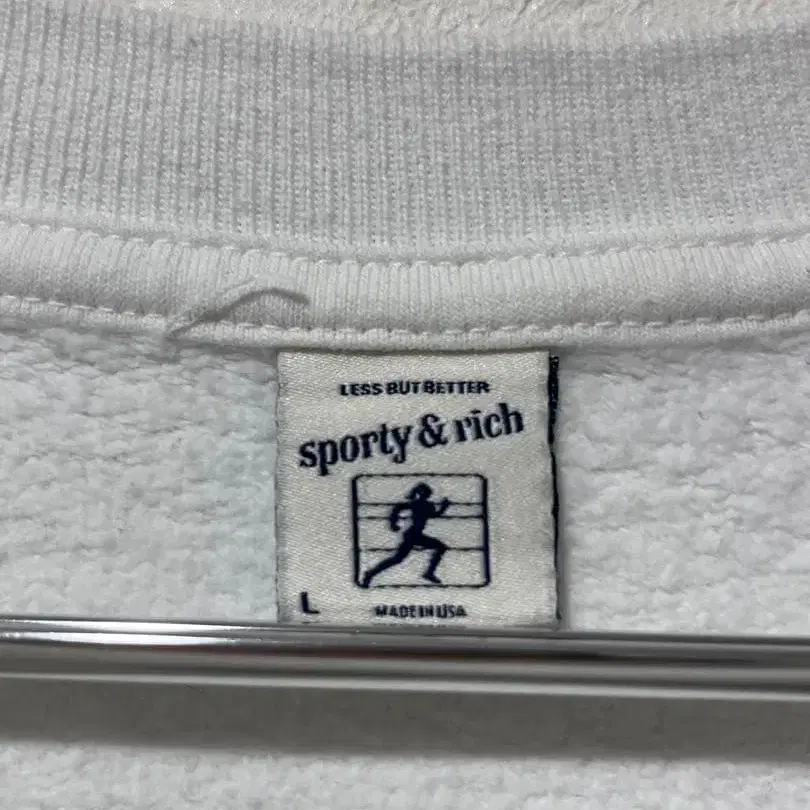 LESS BUT BETTER
sporty & rich
L
MADE IN USA